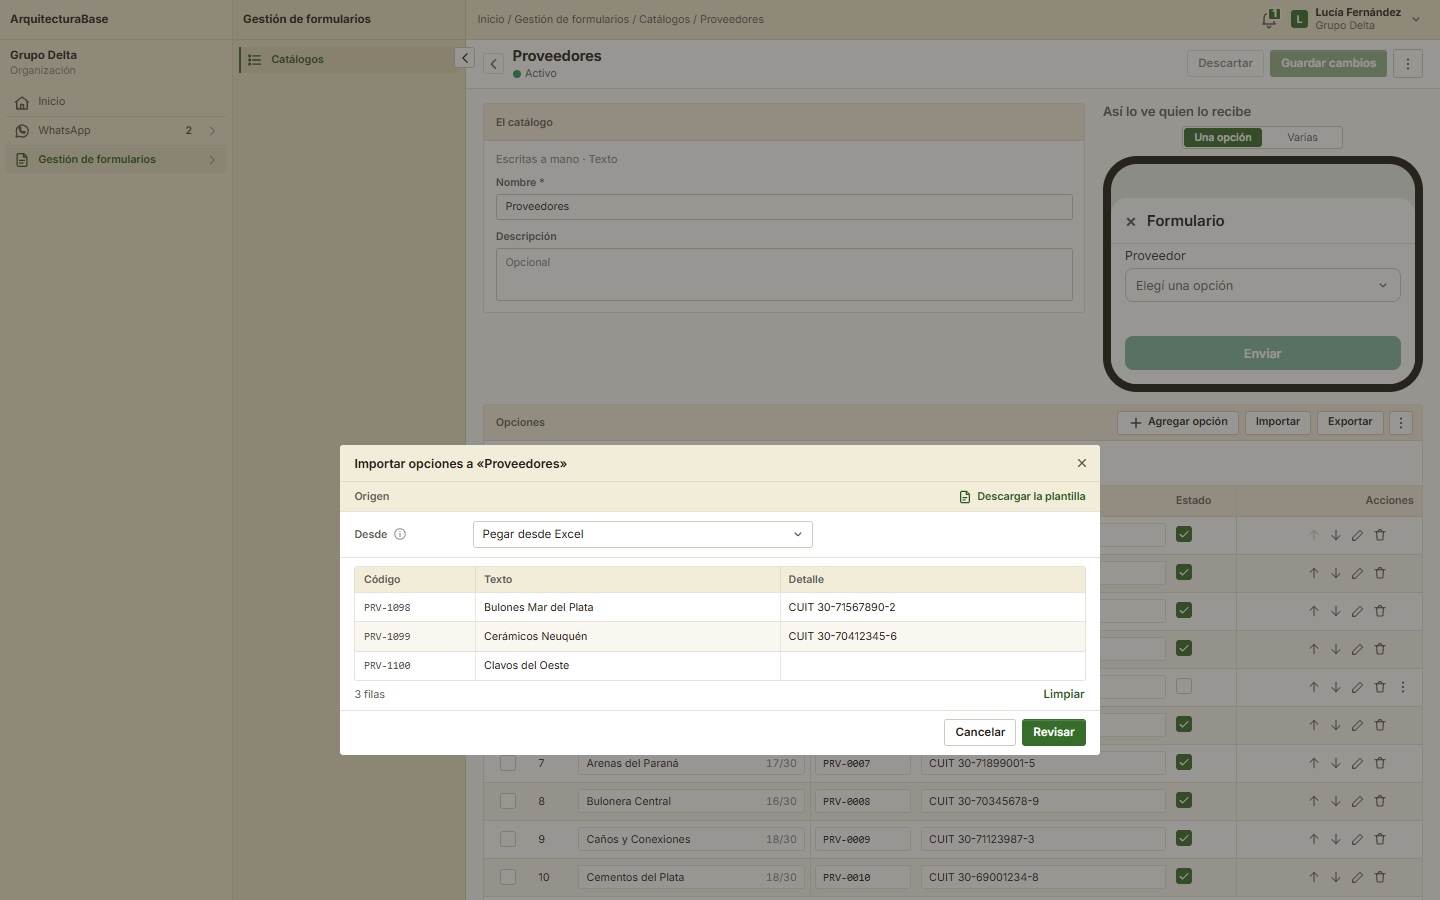 ArquitecturaBase
Gestión de formularios
Inicio / Gestión de formularios / Catálogos / Proveedores
1
L
Lucía Fernández
Grupo Delta
Grupo Delta
Organización
Inicio
WhatsApp 2
Gestión de formularios
Catálogos
Proveedores
Activo
Descartar
Guardar cambios
El catálogo
Escritas a mano · Texto
Nombre *
Proveedores
Descripción
Opcional
Así lo ve quien lo recibe
Una opción
Varias
Formulario
Proveedor
Elegí una opción
Enviar
Opciones
Agregar opción
Importar
Exportar
Estado
Acciones
Importar opciones a «Proveedores»
Origen
Descargar la plantilla
Desde
Pegar desde Excel
Código Texto Detalle
PRV-1098 Bulones Mar del Plata CUIT 30-71567890-2
PRV-1099 Cerámicos Neuquén CUIT 30-70412345-6
PRV-1100 Clavos del Oeste
3 filas
Limpiar
Cancelar
Revisar
7 Arenas del Paraná 17/30 PRV-0007 CUIT 30-71899001-5
8 Bulonera Central 16/30 PRV-0008 CUIT 30-70345678-9
9 Caños y Conexiones 18/30 PRV-0009 CUIT 30-71123987-3
10 Cementos del Plata 18/30 PRV-0010 CUIT 30-69001234-8